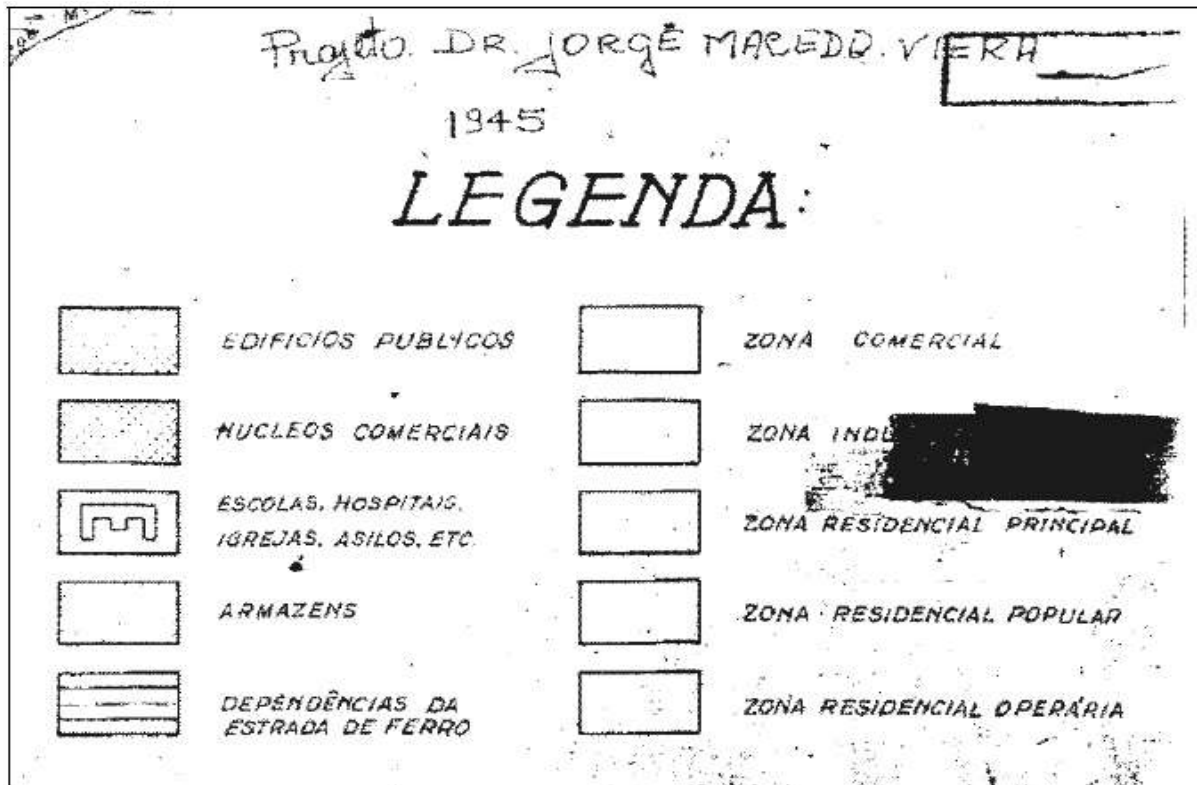 Projeto. DR. JORGE MACEDO. VIERA
1945
LEGENDA:
EDIFICIOS PUBLICOS
NUCLEOS COMERCIAIS
ESCOLAS, HOSPITAIS,
IGREJAS, ASILOS, ETC.
ARMAZENS
DEPENDÊNCIAS DA
ESTRADA DE FERRO
ZONA COMERCIAL
ZONA
ZONA RESIDENCIAL PRINCIPAL
ZONA RESIDENCIAL POPULAR
ZONA RESIDENCIAL OPERÁRIA